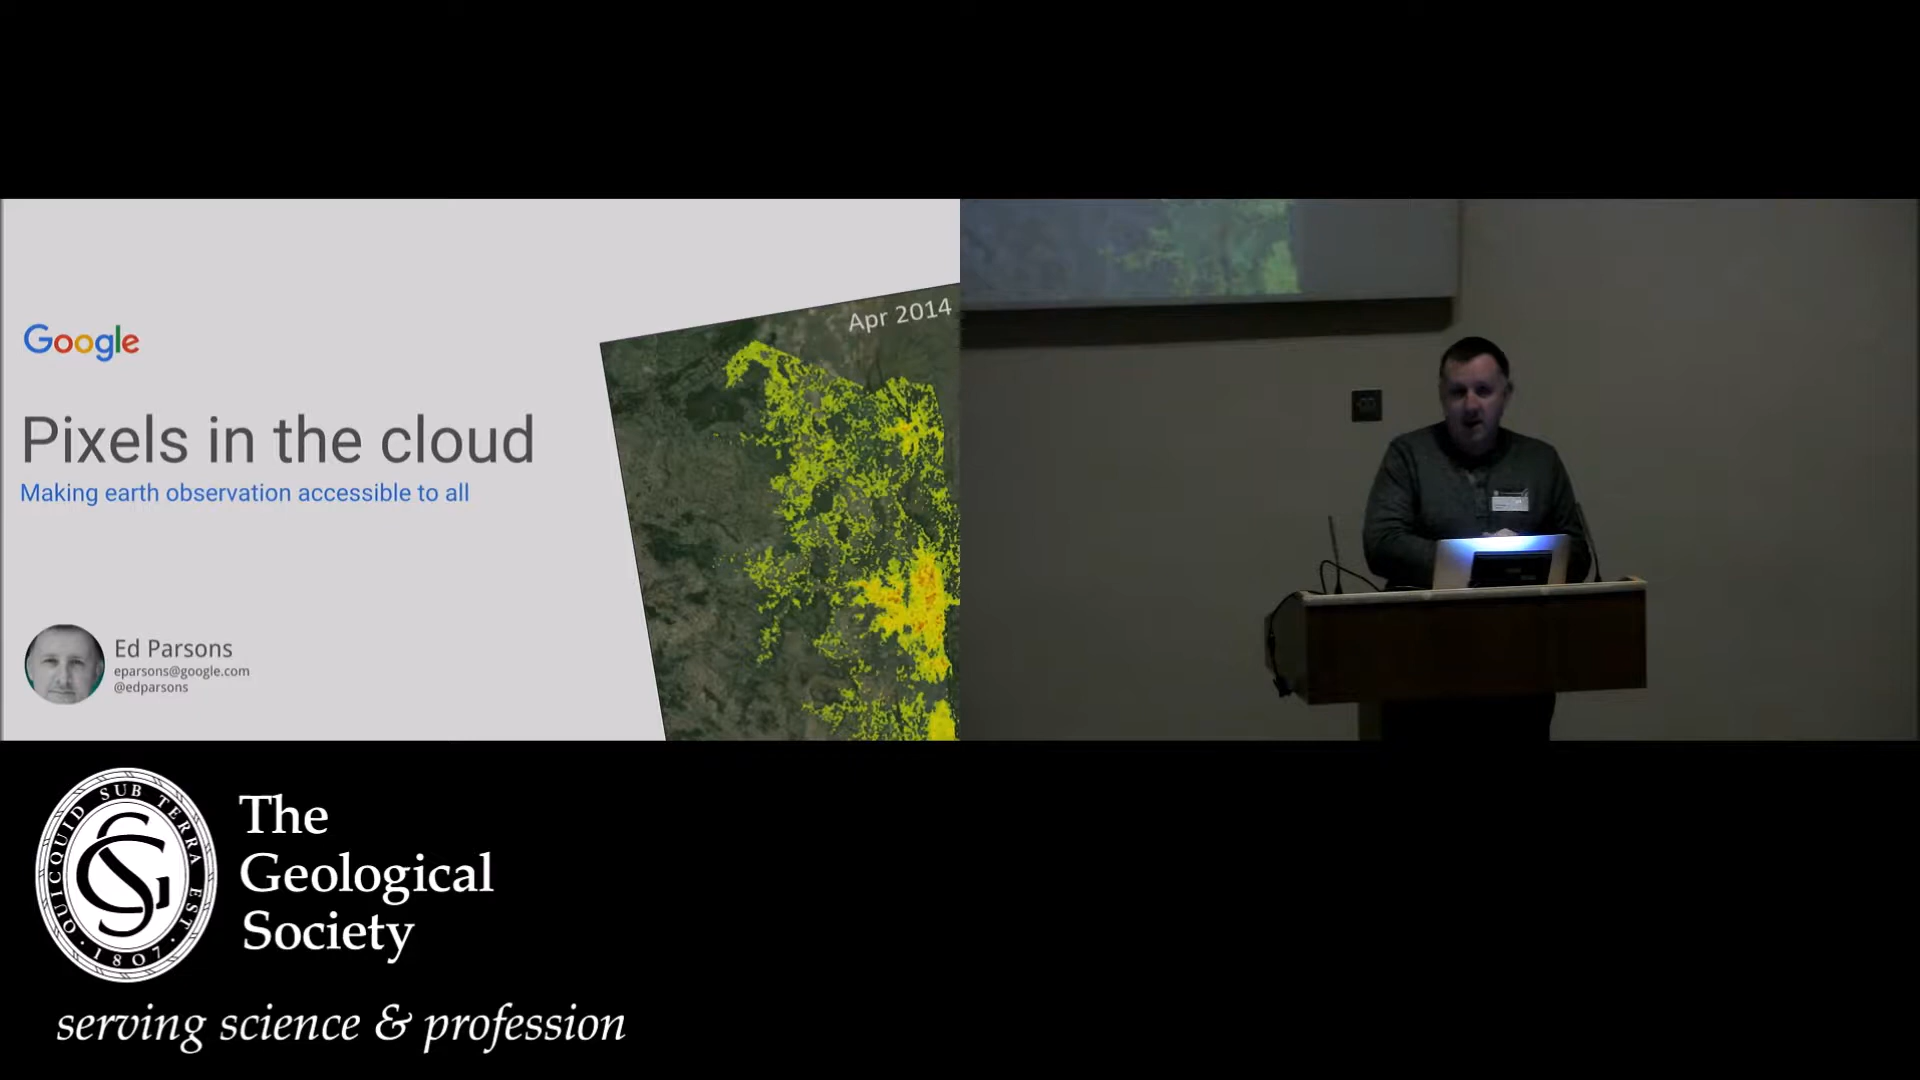 Google
Pixels in the cloud
Making earth observation accessible to all
Apr 2014
Ed Parsons
eparsons@google.com
@edparsons
QUICQUID SUB TERRA EST
· 1807 ·
The
Geological
Society
serving science & profession